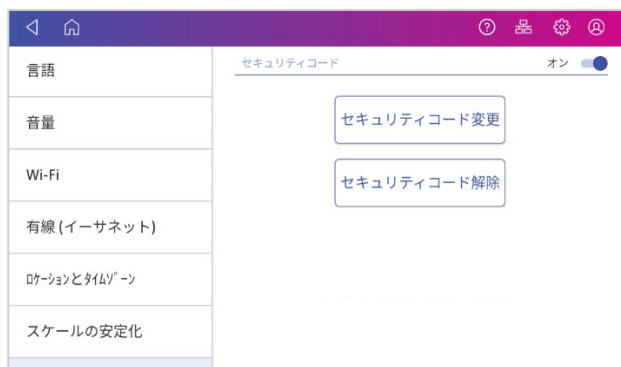 セキュリティコード オン
言語
音量
セキュリティコード変更
Wi-Fi
セキュリティコード解除
有線 (イーサネット)
ﾛｹｰｼｮﾝとﾀｲﾑｿﾞｰﾝ
スケールの安定化